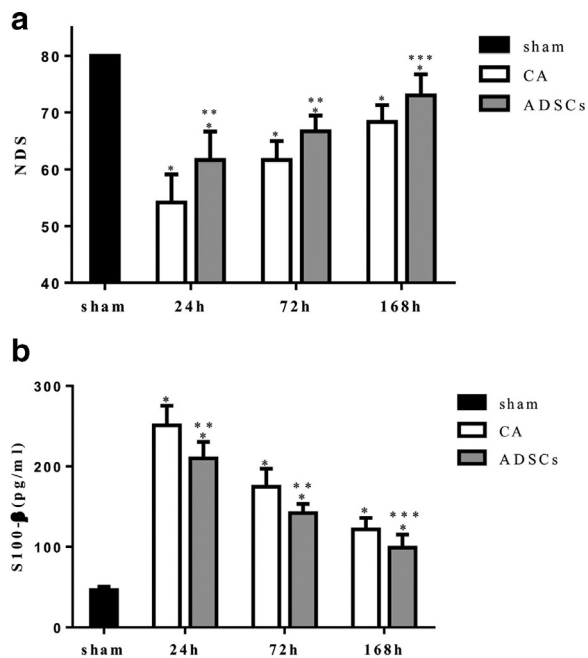 a
sham
CA
ADSCs
NDS
80
70
60
50
40
*
**
*
*
**
*
*
***
*
sham
24h
72h
168h
b
sham
CA
ADSCs
S100-β(pg/ml)
300
200
100
0
*
**
*
*
**
*
*
***
*
sham
24h
72h
168h